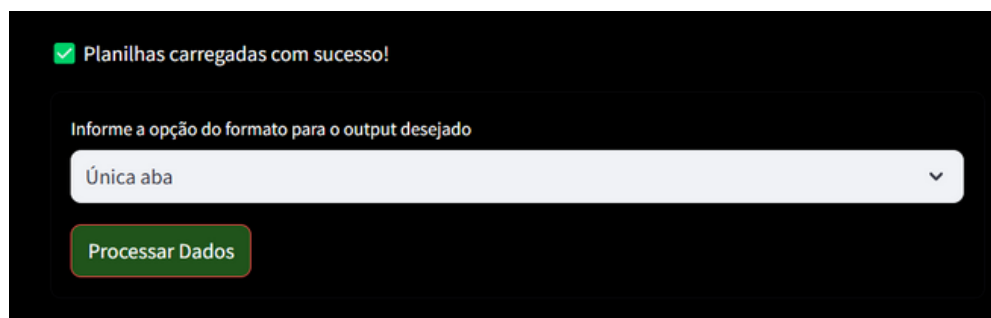 Planilhas carregadas com sucesso!
Informe a opção do formato para o output desejado
Única aba
Processar Dados